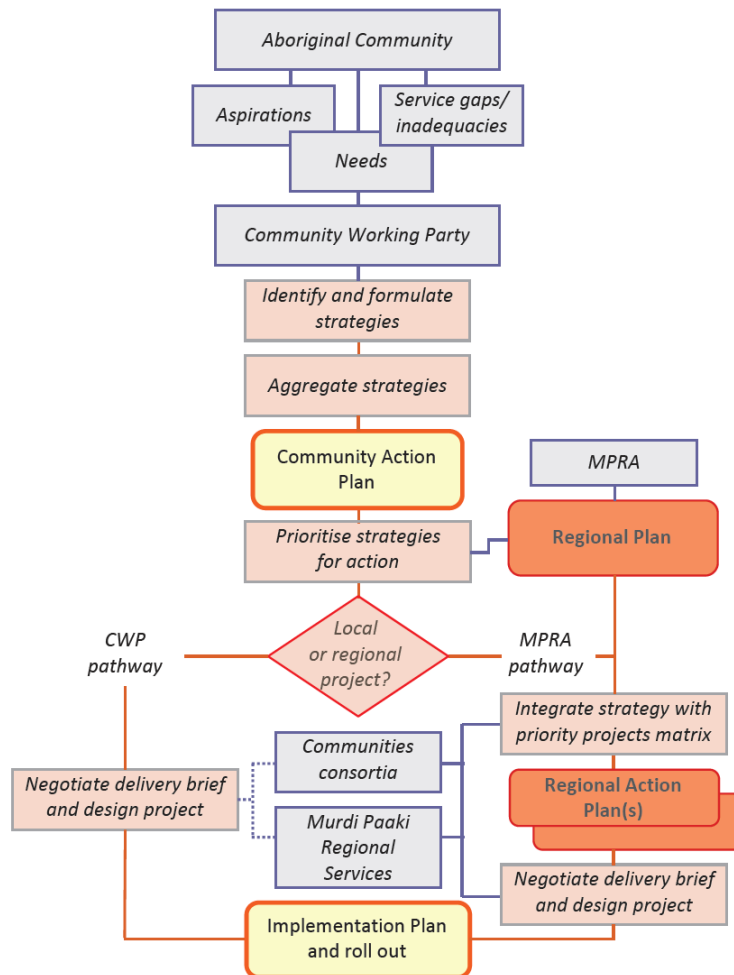 Aboriginal Community
Aspirations
Service gaps/
inadequacies
Needs
Community Working Party
Identify and formulate
strategies
Aggregate strategies
Community Action
Plan
MPRA
Prioritise strategies
for action
Regional Plan
CWP
pathway
Local
or regional
project?
MPRA
pathway
Integrate strategy with
priority projects matrix
Communities
consortia
Negotiate delivery brief
and design project
Regional Action
Plan(s)
Murdi Paaki
Regional
Services
Negotiate delivery brief
and design project
Implementation Plan
and roll out